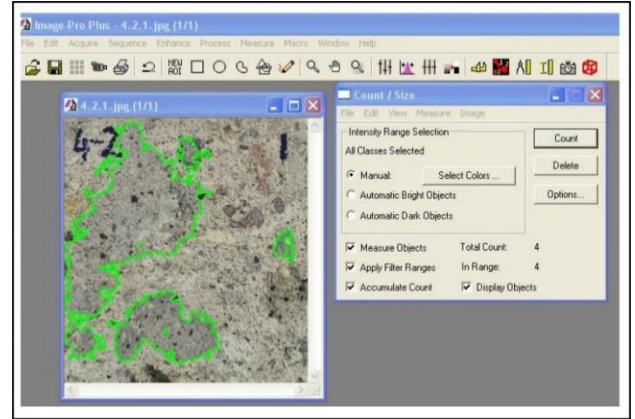 Image-Pro Plus - 4.2.1.jpg (1/1)
File Edit Acquire Sequence Enhance Process Measure Macro Window Help
NEW
AOI
4.2.1.jpg (1/1)
4-2 1
Count / Size
File Edit View Measure Image
Intensity Range Selection
All Classes Selected
Manual: Select Colors ...
Automatic Bright Objects
Automatic Dark Objects
Count
Delete
Options...
Measure Objects Total Count: 4
Apply Filter Ranges In Range: 4
Accumulate Count Display Objects